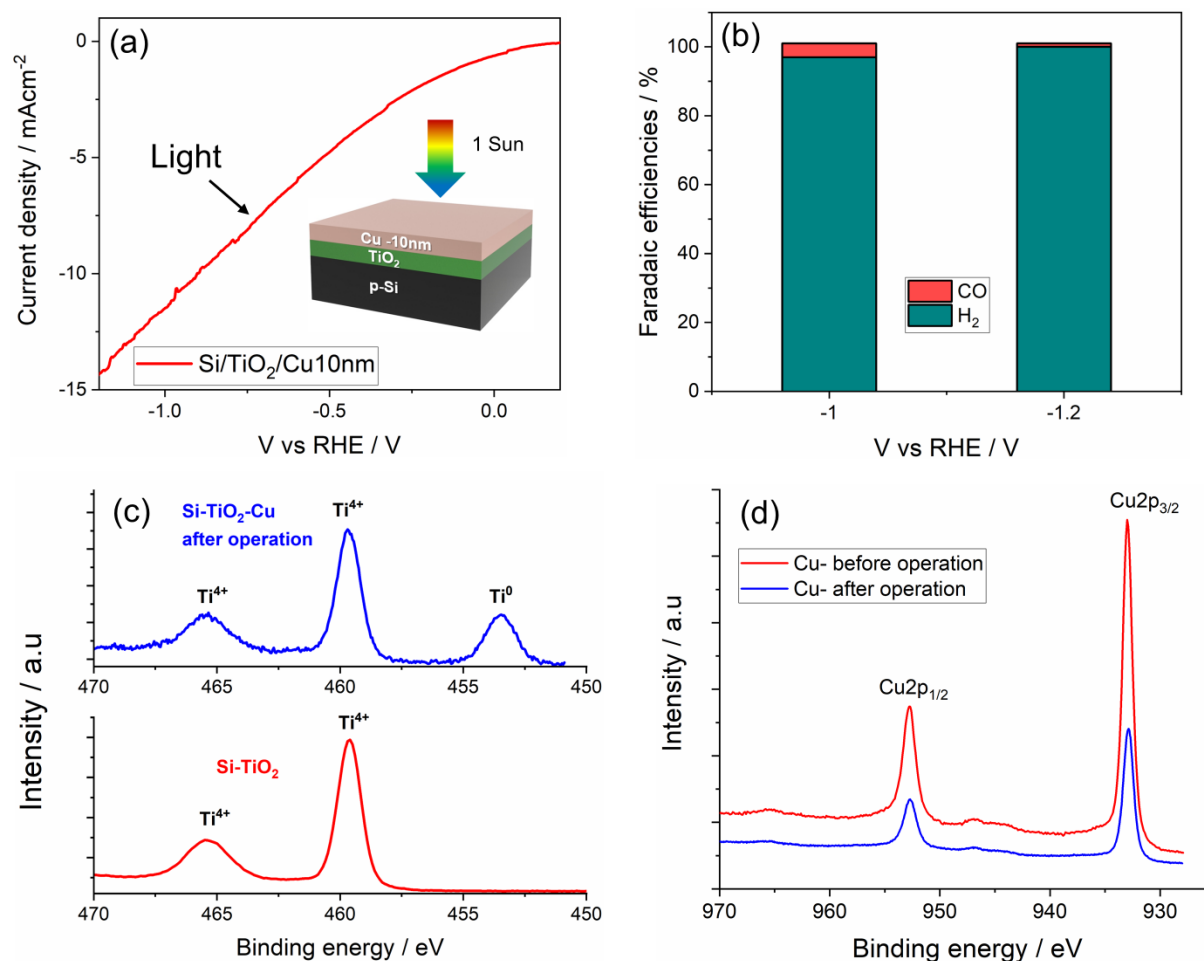 (a)
0
-5
-10
-15
Current density / mAcm⁻²
Light
1 Sun
Cu -10nm
TiO₂
p-Si
Si/TiO₂/Cu10nm
-1.0 -0.5 0.0
V vs RHE / V
(b)
100
80
60
40
20
0
Faradaic efficiencies / %
CO
H₂
-1 -1.2
V vs RHE / V
(c)
Si-TiO₂-Cu
after operation
Ti⁴⁺
Ti⁴⁺
Ti⁰
470 465 460 455 450
Ti⁴⁺
Si-TiO₂
Ti⁴⁺
Intensity / a.u
470 465 460 455 450
Binding energy / eV
(d)
Cu2p₃/₂
Cu- before operation
Cu- after operation
Cu2p₁/₂
Intensity / a.u
970 960 950 940 930
Binding energy / eV